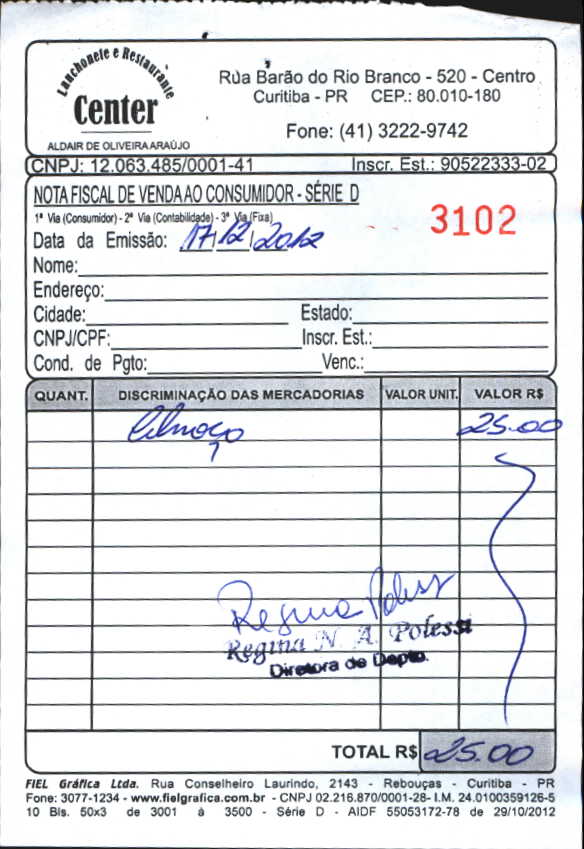 Lanchonete e Restaurante
Center
ALDAIR DE OLIVEIRA ARAÚJO
Rua Barão do Rio Branco - 520 - Centro
Curitiba - PR CEP.: 80.010-180
Fone: (41) 3222-9742
CNPJ: 12.063.485/0001-41 Inscr. Est.: 90522333-02
NOTA FISCAL DE VENDA AO CONSUMIDOR - SÉRIE D
1ª Via (Consumidor) - 2ª Via (Contabilidade) - 3ª Via (Fixa)
3102
Data da Emissão: 17/12/2012
Nome:
Endereço:
Cidade: Estado:
CNPJ/CPF: Inscr. Est.:
Cond. de Pgto: Venc.:
QUANT. DISCRIMINAÇÃO DAS MERCADORIAS VALOR UNIT. VALOR R$
Almoço 25.00
Regina Polessi
Regina N. A. Polessi
Diretora de Depto.
TOTAL R$ 25.00
FIEL Gráfica Ltda. Rua Conselheiro Laurindo, 2143 - Rebouças - Curitiba - PR
Fone: 3077-1234 - www.fielgrafica.com.br - CNPJ 02.216.870/0001-28- I.M. 24.0100359126-5
10 Bls. 50x3 de 3001 à 3500 - Série D - AIDF 55053172-78 de 29/10/2012